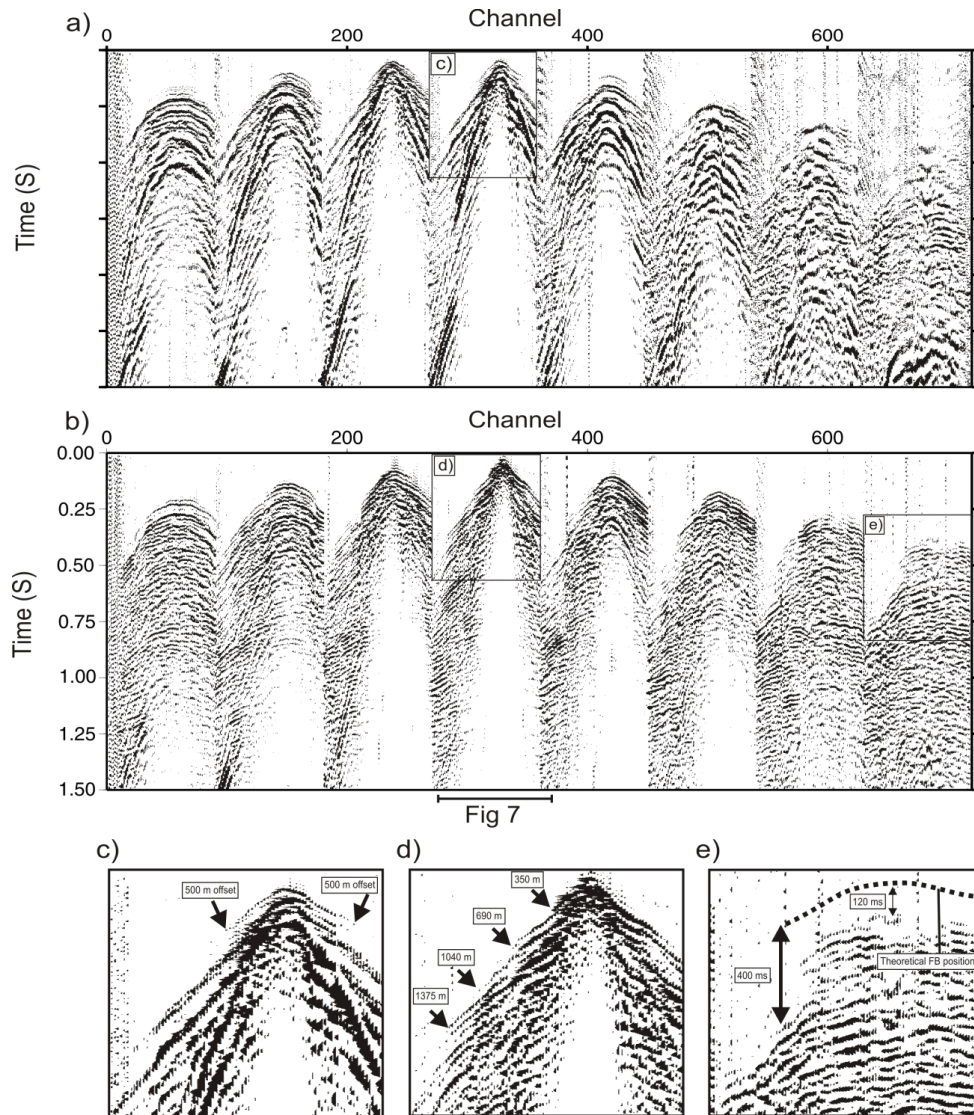 Channel
a)
0 200 400 600
c)
Time (S)
Channel
b)
0 200 400 600
0.00
d)
0.25
e)
0.50
Time (S)
0.75
1.00
1.25
1.50
Fig 7
c)
500 m offset
500 m offset
d)
350 m
690 m
1040 m
1375 m
e)
120 ms
400 ms
Theoretical FB position